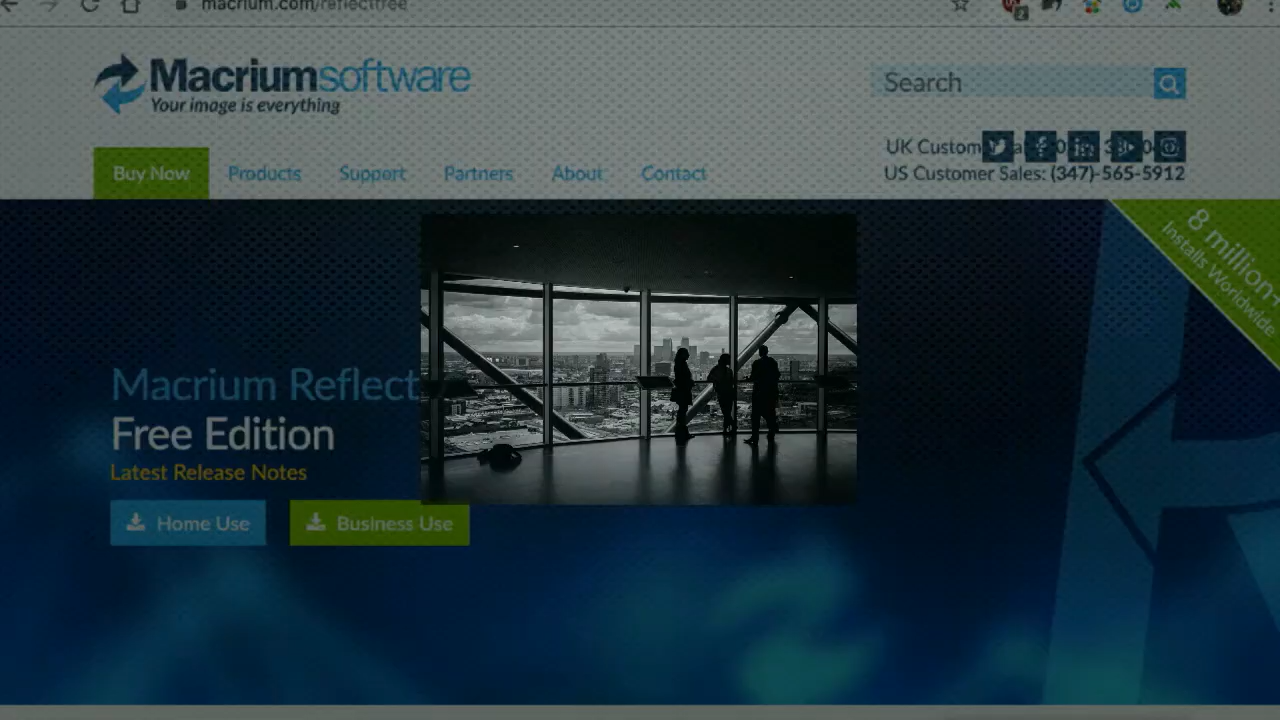 macrium.com/reflectfree
Macriumsoftware
Your image is everything
Search
UK Custom
US Customer Sales: (347)-565-5912
Buy Now
Products
Support
Partners
About
Contact
8 million+
Installs Worldwide
Macrium Reflect
Free Edition
Latest Release Notes
Home Use
Business Use
2